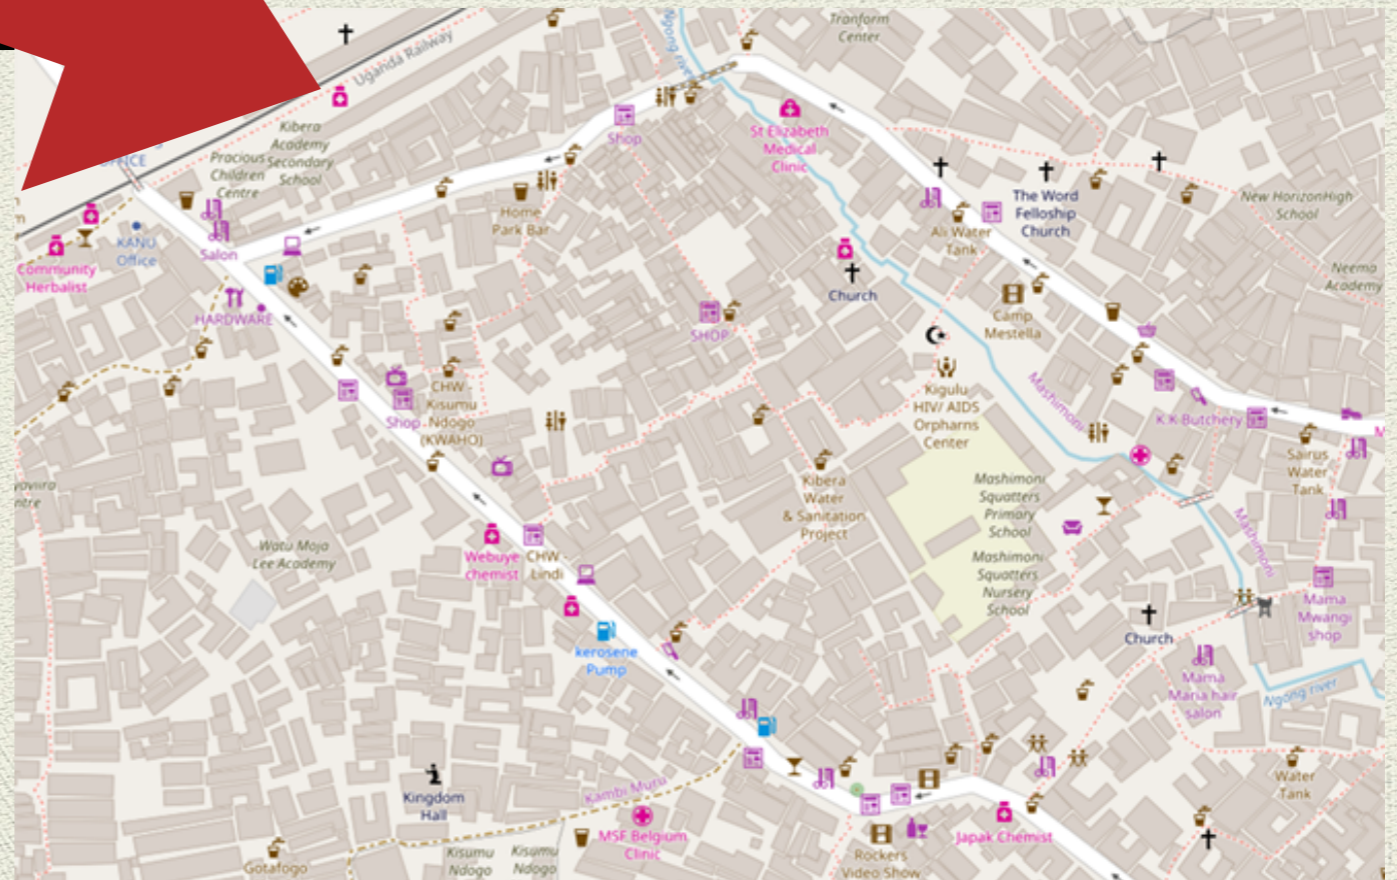 Uganda Railway
Ngong river
Tranform
Center
Kibera
Academy
Secondary
School
Shop
St Elizabeth
Medical
Clinic
FFICE
Pracious
Children
Centre
Home
Park Bar
The Word
Felloship
Church
New HorizonHigh
School
KANU
Office
Salon
Ali Water
Tank
Community
Herbalist
Church
Neema
Academy
HARDWARE
SHOP
Camp
Mestella
CHW -
Kisumu
Ndogo
(KWAHO)
Shop
Kigulu
HIV/ AIDS
Orpharns
Center
Mashimoni
K.K Butchery
Sairus
Water
Tank
Kibera
Water
& Sanitation
Project
Mashimoni
Squatters
Primary
School
Mashimoni
Watu Moja
Lee Academy
Webuye
chemist
CHW -
Lindi
Mashimoni
Squatters
Nursery
School
Mama
Mwangi
shop
Church
kerosene
Pump
Mama
Maria hair
salon
Ngong river
Kambi Mutu
Kingdom
Hall
Water
Tank
MSF Belgium
Clinic
Japak Chemist
Gotafogo
Kisumu
Ndogo
Kisumu
Ndogo
Rockers
Video Show